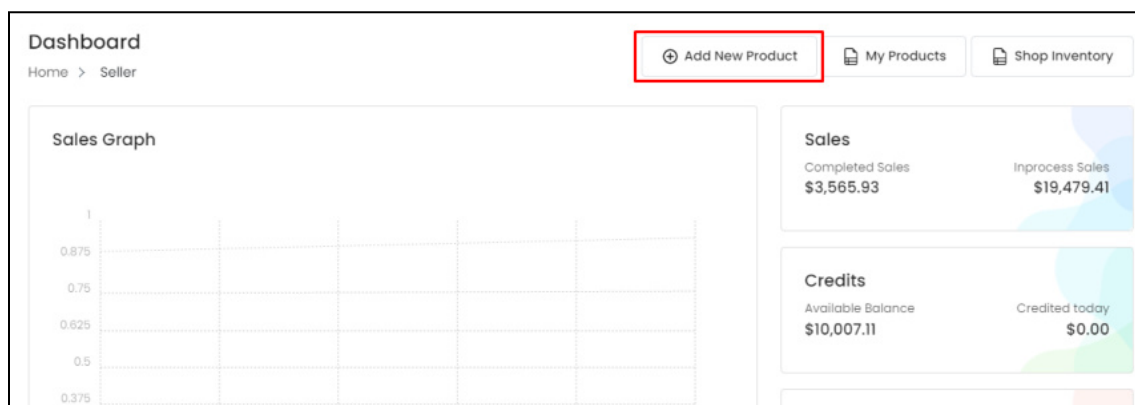 Dashboard
Home > Seller
Add New Product
My Products
Shop Inventory
Sales Graph
1
0.875
0.75
0.625
0.5
0.375
Sales
Completed Sales Inprocess Sales
$3,565.93 $19,479.41
Credits
Available Balance Credited today
$10,007.11 $0.00